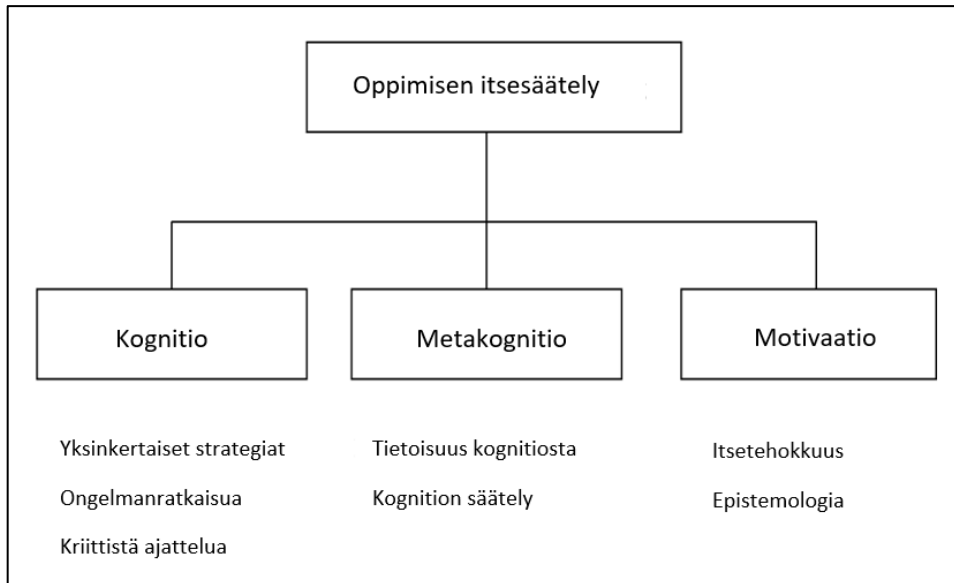 Oppimisen itsesäätely
Kognitio
Metakognitio
Motivaatio
Yksinkertaiset strategiat
Ongelmanratkaisua
Kriittistä ajattelua
Tietoisuus kognitiosta
Kognition säätely
Itsetehokkuus
Epistemologia